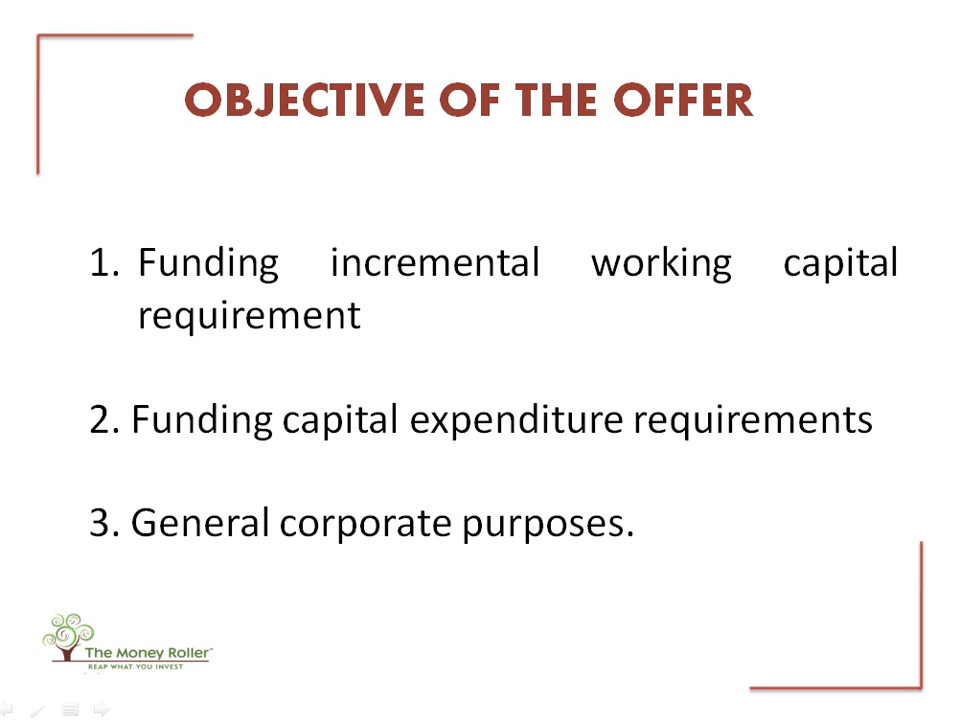 OBJECTIVE OF THE OFFER
1. Funding incremental working capital
requirement
2. Funding capital expenditure requirements
3. General corporate purposes.
The Money Roller™
REAP WHAT YOU INVEST